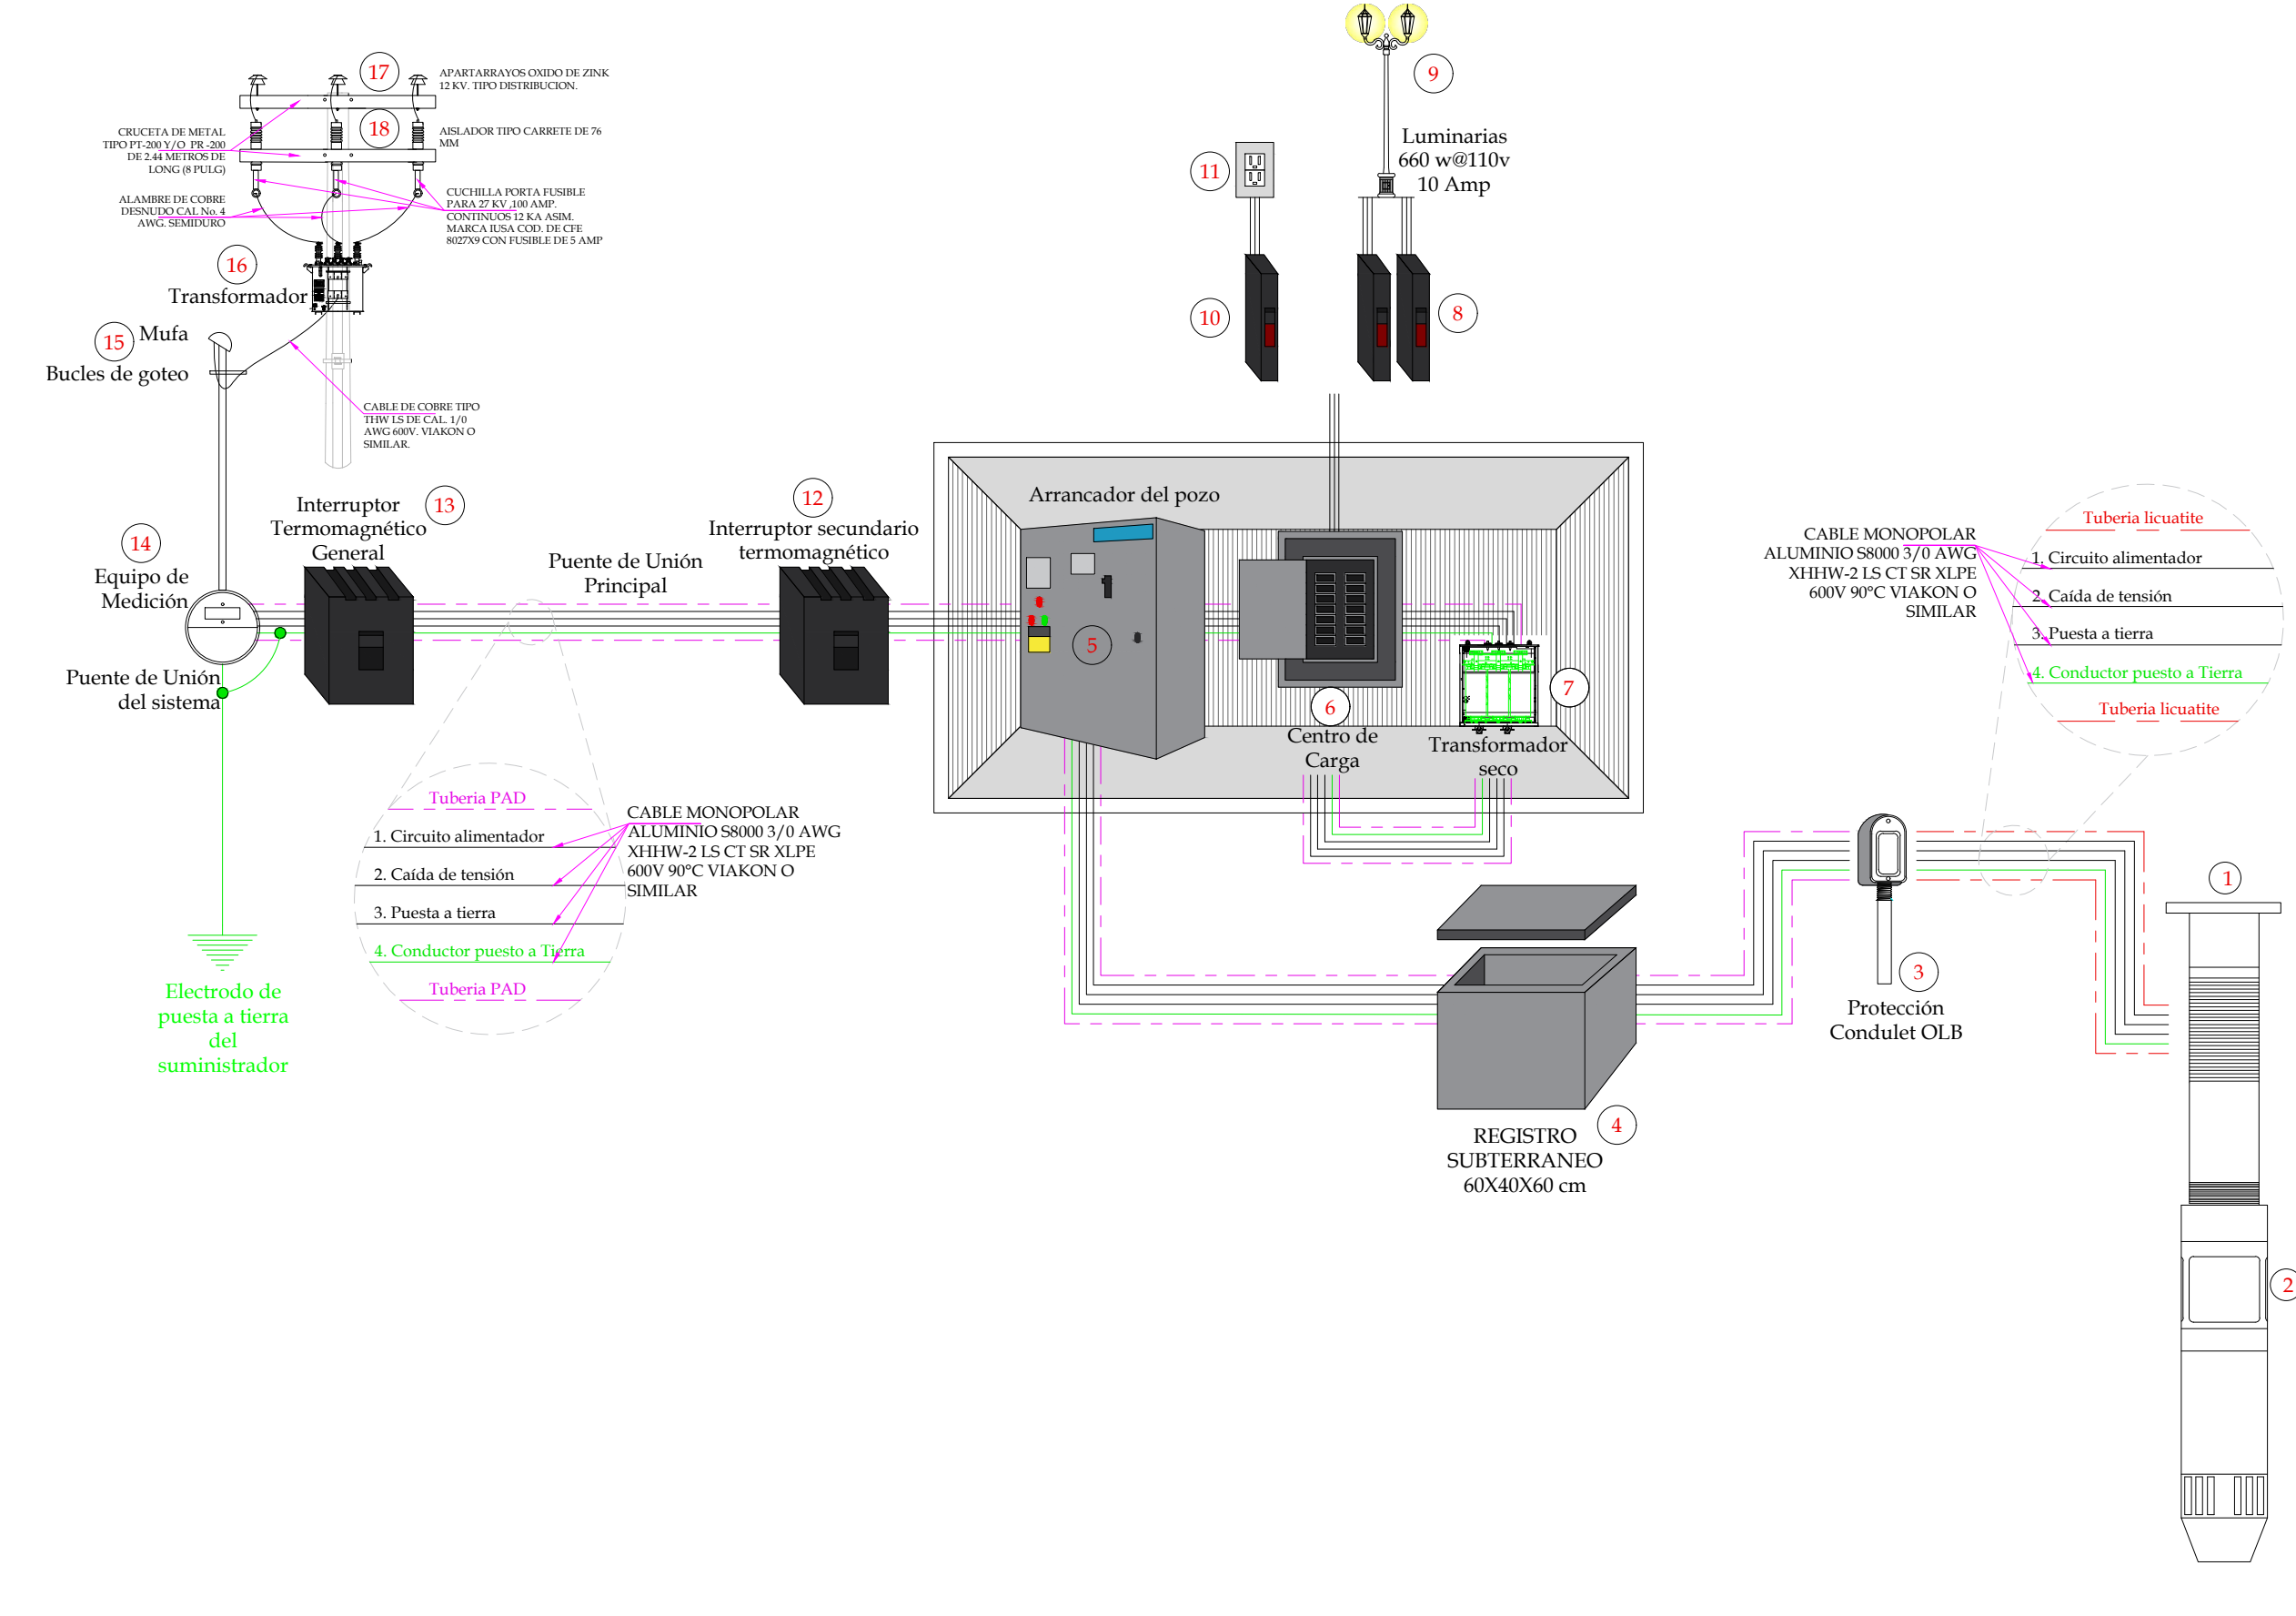 17
APARTARRAYOS OXIDO DE ZINK
12 KV. TIPO DISTRIBUCION.
18
AISLADOR TIPO CARRETE DE 76
MM
CRUCETA DE METAL
TIPO PT-200 Y/O PR -200
DE 2.44 METROS DE
LONG (8 PULG)
ALAMBRE DE COBRE
DESNUDO CAL No. 4
AWG. SEMIDURO
CUCHILLA PORTA FUSIBLE
PARA 27 KV ,100 AMP.
CONTINUOS 12 KA ASIM.
MARCA IUSA COD. DE CFE
8027X9 CON FUSIBLE DE 5 AMP
16
Transformador
15
Mufa
Bucles de goteo
CABLE DE COBRE TIPO
THW LS DE CAL. 1/0
AWG 600V. VIAKON O
SIMILAR.
9
Luminarias
660 w@110v
10 Amp
11
10
8
14
Equipo de
Medición
Interruptor
Termomagnético
General
13
Puente de Unión
Principal
12
Interruptor secundario
termomagnético
Puente de Unión
del sistema
Electrodo de
puesta a tierra
del
suministrador
Tuberia PAD
1. Circuito alimentador
2. Caída de tensión
3. Puesta a tierra
4. Conductor puesto a Tierra
Tuberia PAD
CABLE MONOPOLAR
ALUMINIO S8000 3/0 AWG
XHHW-2 LS CT SR XLPE
600V 90°C VIAKON O
SIMILAR
Arrancador del pozo
5
6
Centro de
Carga
7
Transformador
seco
CABLE MONOPOLAR
ALUMINIO S8000 3/0 AWG
XHHW-2 LS CT SR XLPE
600V 90°C VIAKON O
SIMILAR
Tuberia licuatite
1. Circuito alimentador
2. Caída de tensión
3. Puesta a tierra
4. Conductor puesto a Tierra
Tuberia licuatite
3
Protección
Condulet OLB
4
REGISTRO
SUBTERRANEO
60X40X60 cm
1
2